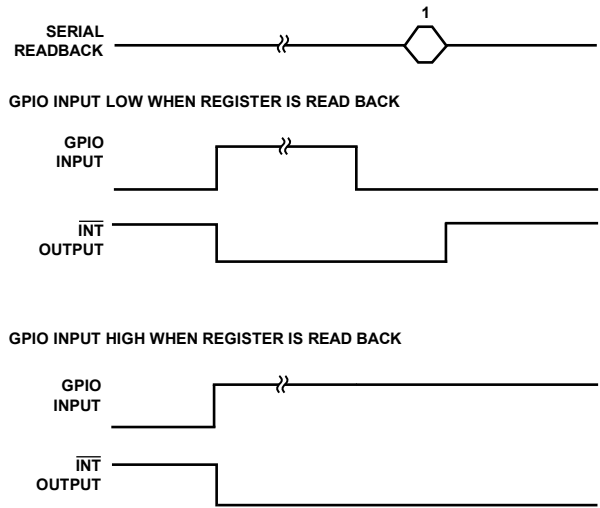 1
SERIAL
READBACK
GPIO INPUT LOW WHEN REGISTER IS READ BACK
GPIO
INPUT
INT
OUTPUT
GPIO INPUT HIGH WHEN REGISTER IS READ BACK
GPIO
INPUT
INT
OUTPUT